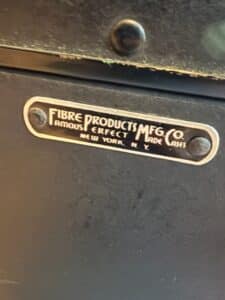 FIBRE PRODUCTS MFG. CO.
FAMOUS PERFECT MADE CASES
NEW YORK, N. Y.